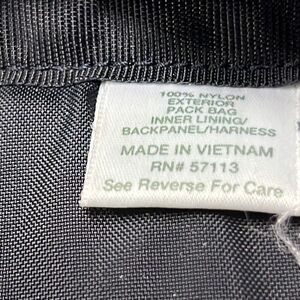 100% NYLON
EXTERIOR
PACK BAG
INNER LINING/
BACKPANEL/HARNESS
MADE IN VIETNAM
RN# 57113
See Reverse For Care